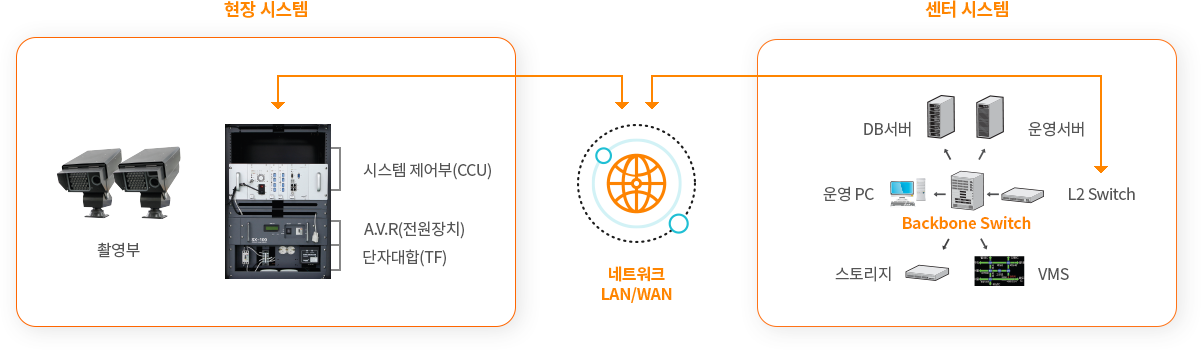 현장 시스템
센터 시스템
DB서버
운영서버
시스템 제어부(CCU)
운영 PC
L2 Switch
Backbone Switch
A.V.R(전원장치)
촬영부
단자대함(TF)
네트워크
LAN/WAN
스토리지
VMS